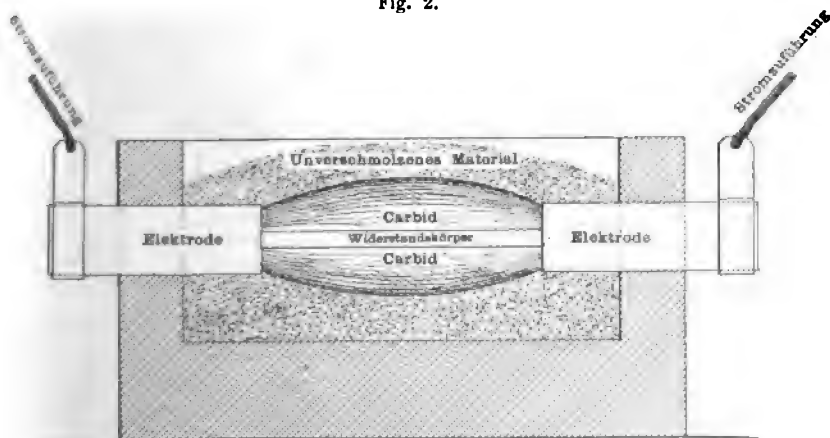 Fig. 2.
Stromzuführung
Stromzuführung
Unverschmolzenes Material
Carbid
Elektrode
Widerstandskörper
Elektrode
Carbid